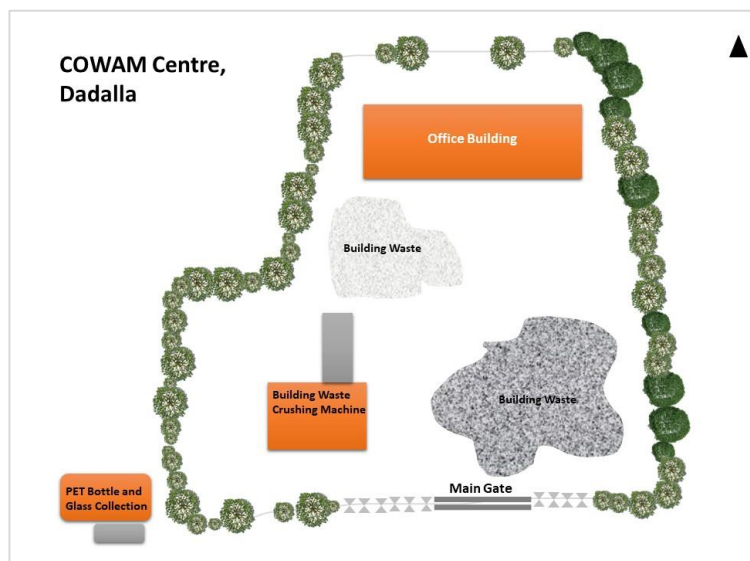 COWAM Centre,
Dadalla
Office Building
Building Waste
Building Waste
Crushing Machine
Building Waste
Main Gate
PET Bottle and
Glass Collection